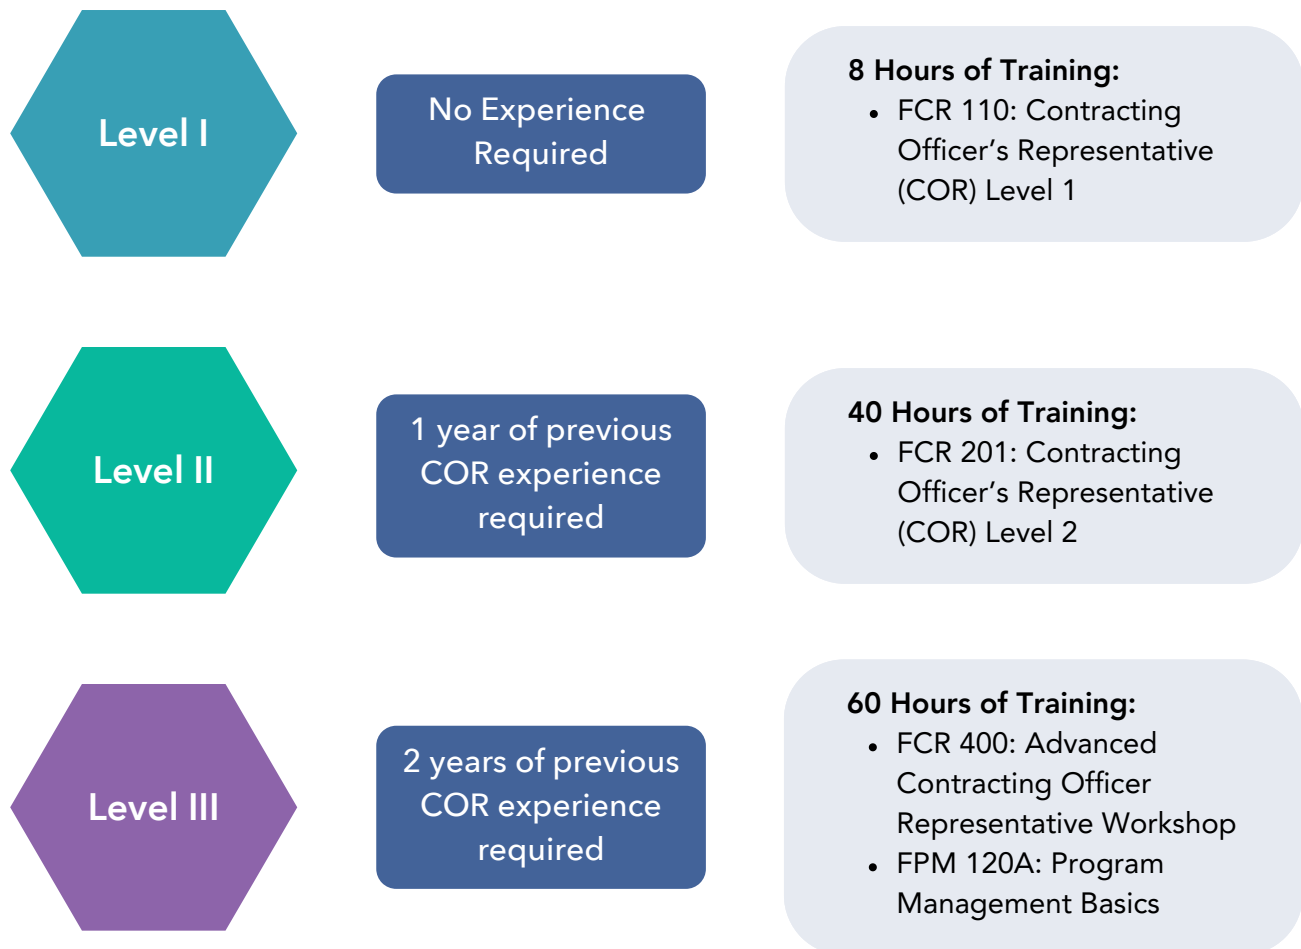 Level I
No Experience
Required
8 Hours of Training:
• FCR 110: Contracting
Officer’s Representative
(COR) Level 1
Level II
1 year of previous
COR experience
required
40 Hours of Training:
• FCR 201: Contracting
Officer’s Representative
(COR) Level 2
Level III
2 years of previous
COR experience
required
60 Hours of Training:
• FCR 400: Advanced
Contracting Officer
Representative Workshop
• FPM 120A: Program
Management Basics